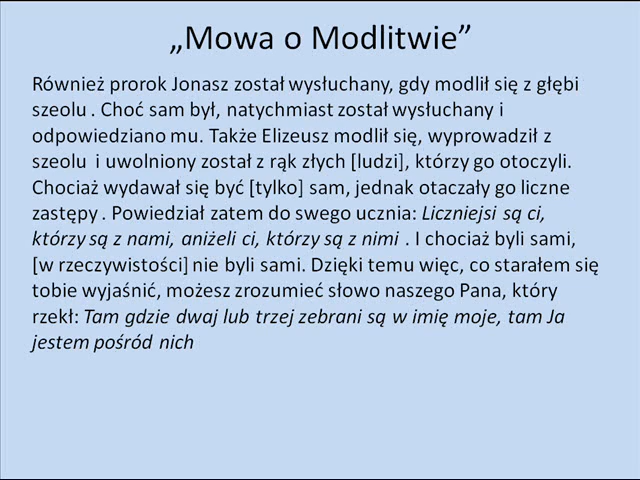 „Mowa o Modlitwie”
Również prorok Jonasz został wysłuchany, gdy modlił się z głębi
szeolu . Choć sam był, natychmiast został wysłuchany i
odpowiedziano mu. Także Elizeusz modlił się, wyprowadził z
szeolu  i uwolniony został z rąk złych [ludzi], którzy go otoczyli.
Chociaż wydawał się być [tylko] sam, jednak otaczały go liczne
zastępy . Powiedział zatem do swego ucznia: Liczniejsi są ci,
którzy są z nami, aniżeli ci, którzy są z nimi . I chociaż byli sami,
[w rzeczywistości] nie byli sami. Dzięki temu więc, co starałem się
tobie wyjaśnić, możesz zrozumieć słowo naszego Pana, który
rzekł: Tam gdzie dwaj lub trzej zebrani są w imię moje, tam Ja
jestem pośród nich